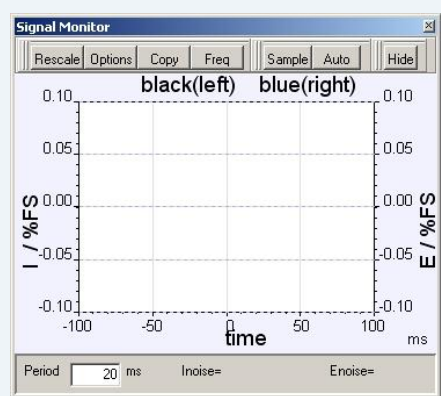 Signal Monitor
Rescale Options Copy Freq Sample Auto Hide
black(left) blue(right)
0.10 0.10
0.05 0.05
0.00 0.00
-0.05 -0.05
-0.10 -0.10
I / %FS
E / %FS
-100 -50 0 50 100
time ms
Period 20 ms Inoise= Enoise=